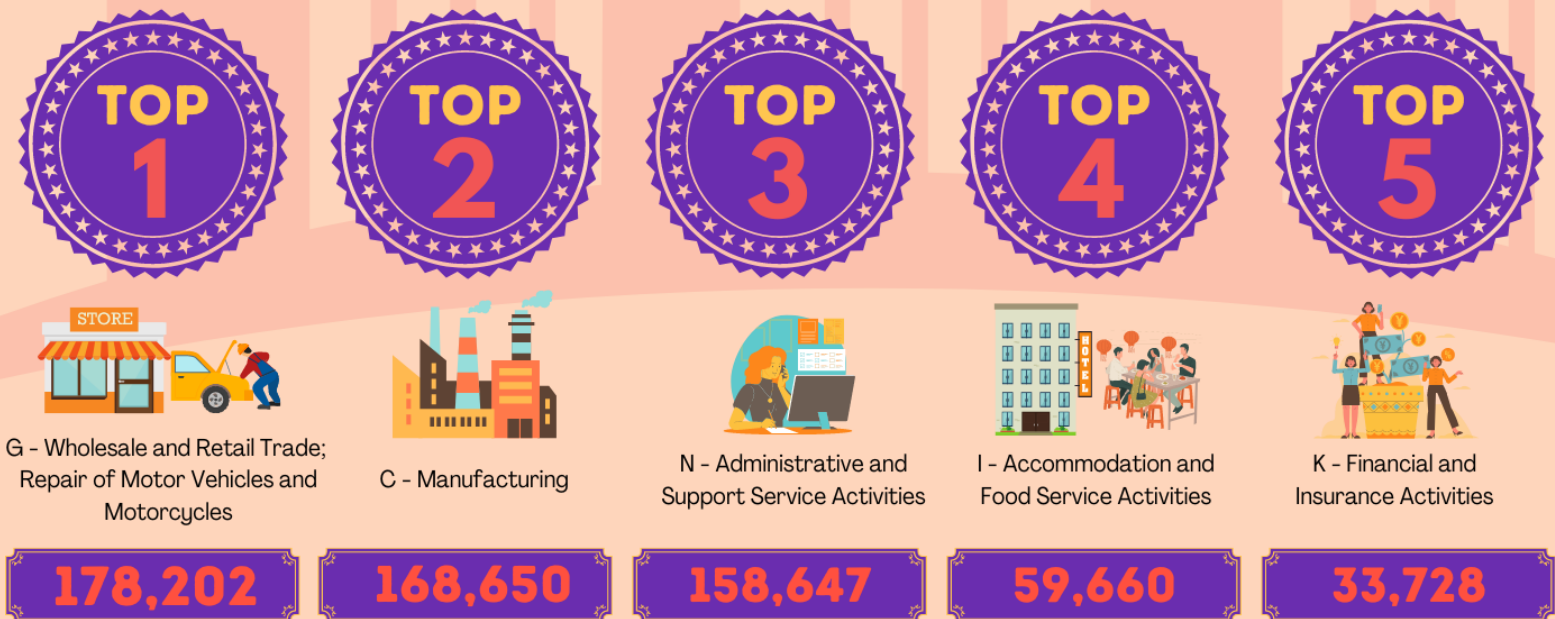 TOP
1
TOP
2
TOP
3
TOP
4
TOP
5
STORE
HOTEL
G - Wholesale and Retail Trade;
Repair of Motor Vehicles and
Motorcycles
C - Manufacturing
N - Administrative and
Support Service Activities
I - Accommodation and
Food Service Activities
K - Financial and
Insurance Activities
178,202
168,650
158,647
59,660
33,728